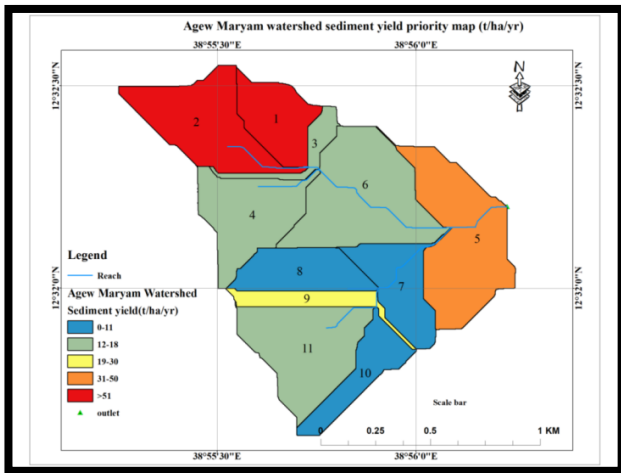 Agew Maryam watershed sediment yield priority map (t/ha/yr)
38°55'30"E 38°56'0"E
12°32'30"N
12°32'30"N
N
2
1
3
6
4
5
Legend
Reach
8
7
12°32'0"N
12°32'0"N
Agew Maryam Watershed
9
Sediment yield(t/ha/yr)
0-11
12-18
11
19-30
10
31-50
>51
Scale bar
outlet
0 0.25 0.5 1 KM
38°55'30"E 38°56'0"E